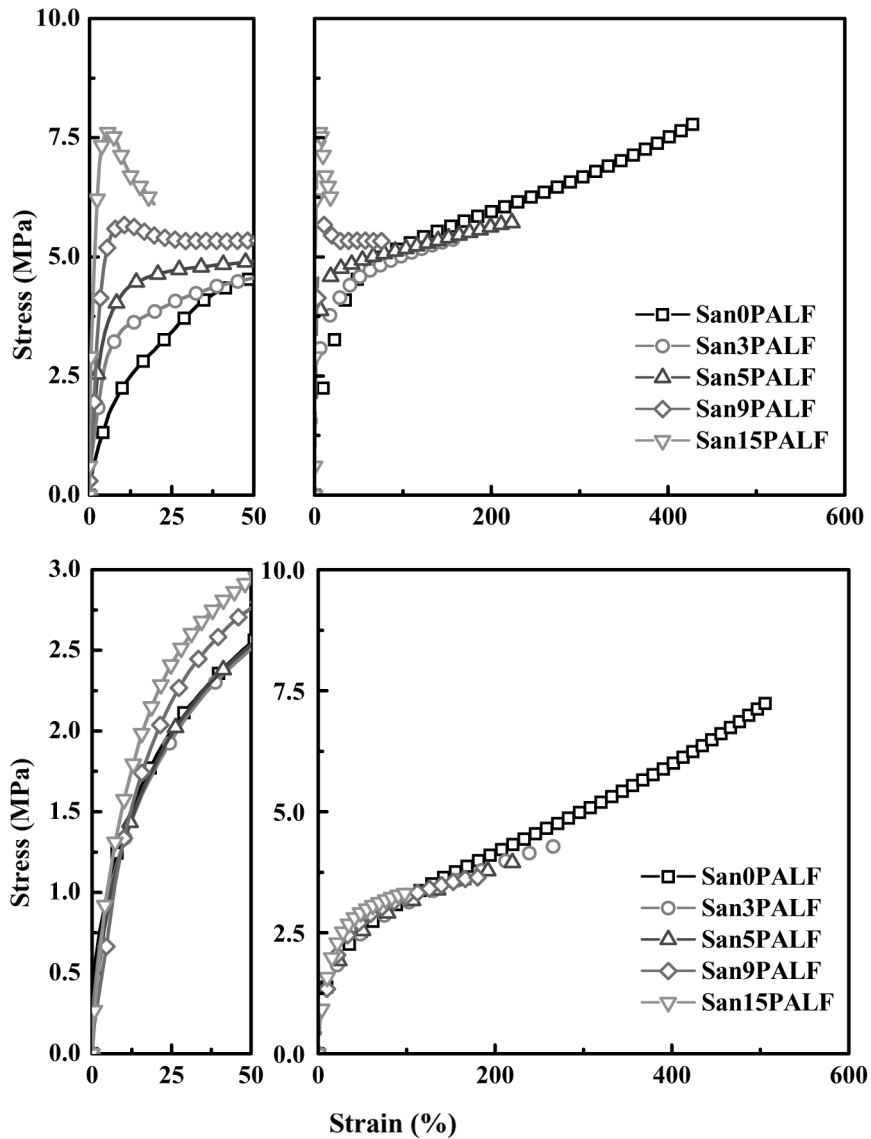 10.0
7.5
5.0
2.5
0.0
Stress (MPa)
0 25 50
0 200 400 600
San0PALF
San3PALF
San5PALF
San9PALF
San15PALF
3.0
2.5
2.0
1.5
1.0
0.5
0.0
Stress (MPa)
0 25 50
10.0
7.5
5.0
2.5
0.0
0 200 400 600
San0PALF
San3PALF
San5PALF
San9PALF
San15PALF
Strain (%)